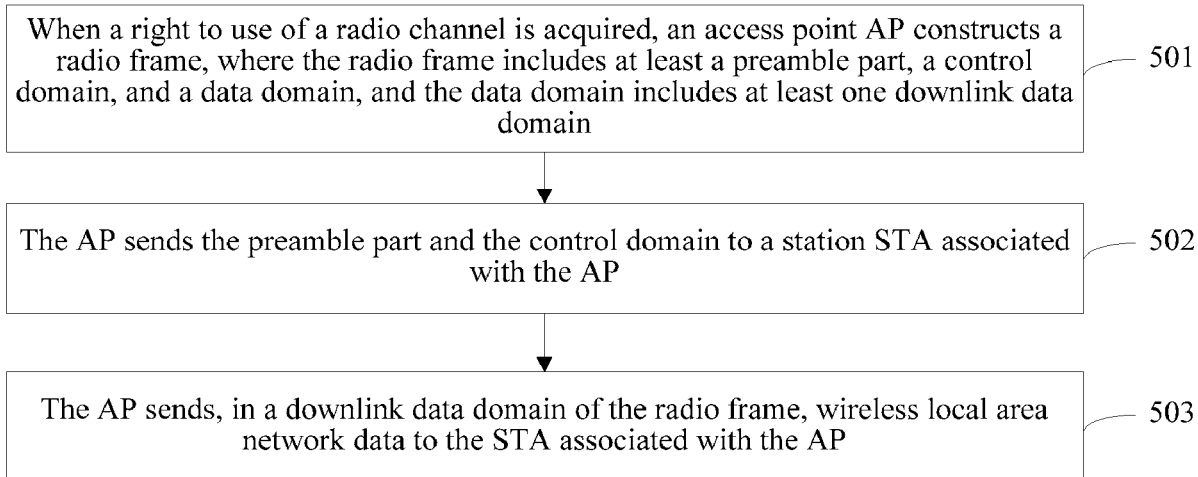 When a right to use of a radio channel is acquired, an access point AP constructs a
radio frame, where the radio frame includes at least a preamble part, a control
domain, and a data domain, and the data domain includes at least one downlink data
domain
501
The AP sends the preamble part and the control domain to a station STA associated
with the AP
502
The AP sends, in a downlink data domain of the radio frame, wireless local area
network data to the STA associated with the AP
503